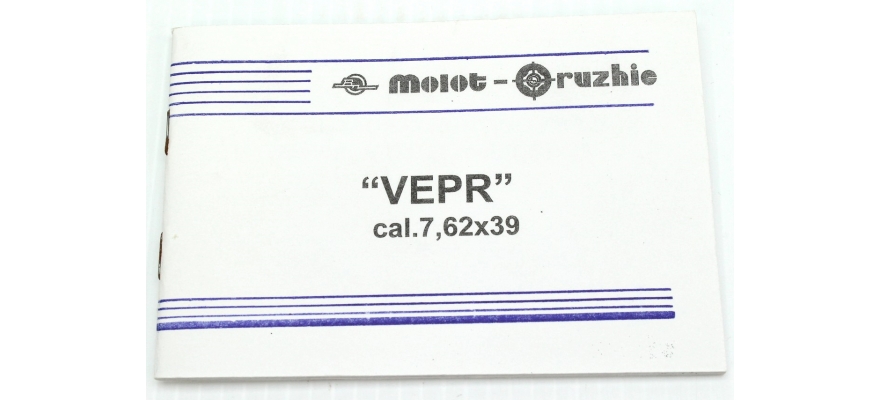 Molot-Oruzhie
“VEPR”
cal.7,62x39